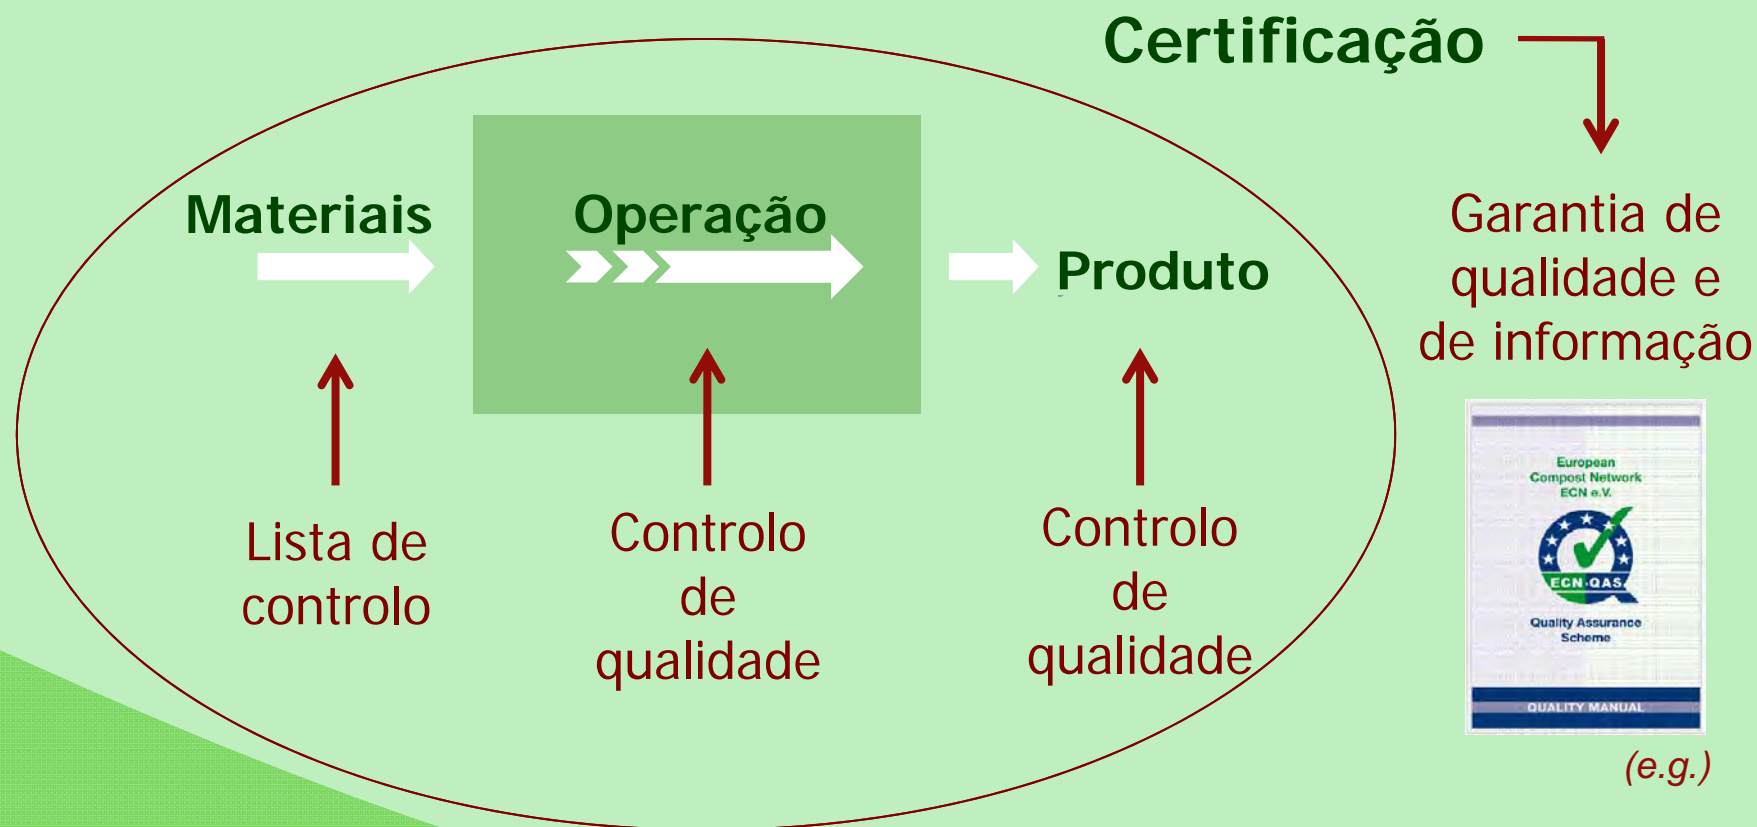 Certificação
Materiais
Operação
Produto
Garantia de
qualidade e
de informação
Lista de
controlo
Controlo
de
qualidade
Controlo
de
qualidade
European
Compost Network
ECN e.V.
ECN-QAS
Quality Assurance
Scheme
QUALITY MANUAL
(e.g.)